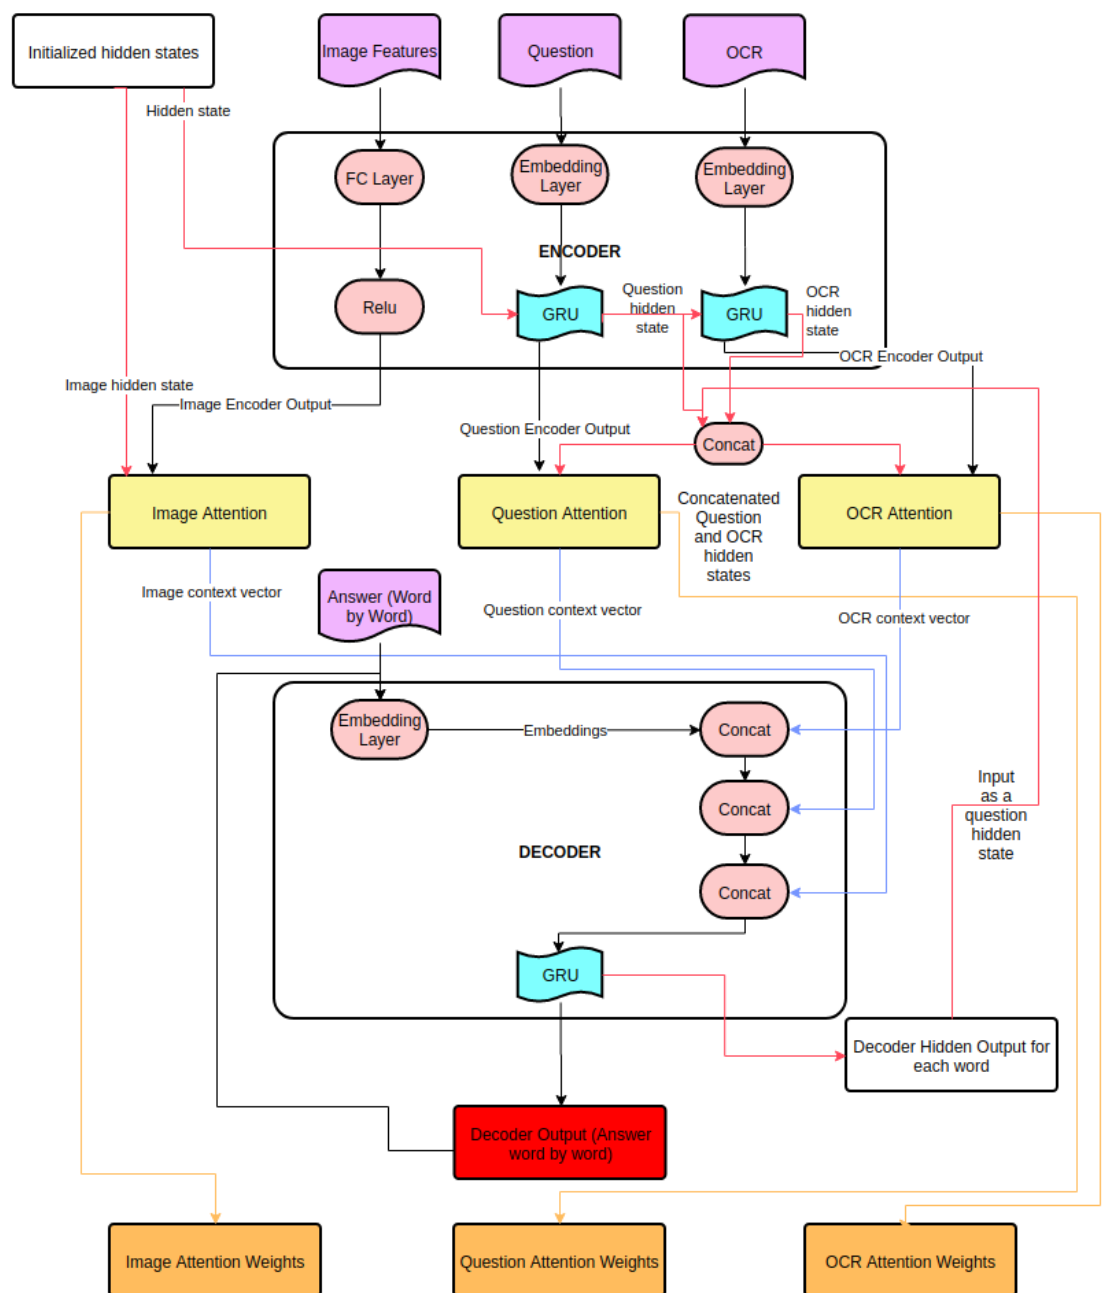 Initialized hidden states
Image Features
Question
OCR
Hidden state
FC Layer
Embedding
Layer
Embedding
Layer
ENCODER
Relu
GRU
Question
hidden
state
GRU
OCR
hidden
state
OCR Encoder Output
Image hidden state
Image Encoder Output
Question Encoder Output
Concat
Image Attention
Question Attention
Concatenated
Question
and OCR
hidden
states
OCR Attention
Image context vector
Answer (Word
by Word)
Question context vector
OCR context vector
Embedding
Layer
Embeddings
Concat
Concat
DECODER
Concat
Input
as a
question
hidden
state
GRU
Decoder Hidden Output for
each word
Decoder Output (Answer
word by word)
Image Attention Weights
Question Attention Weights
OCR Attention Weights